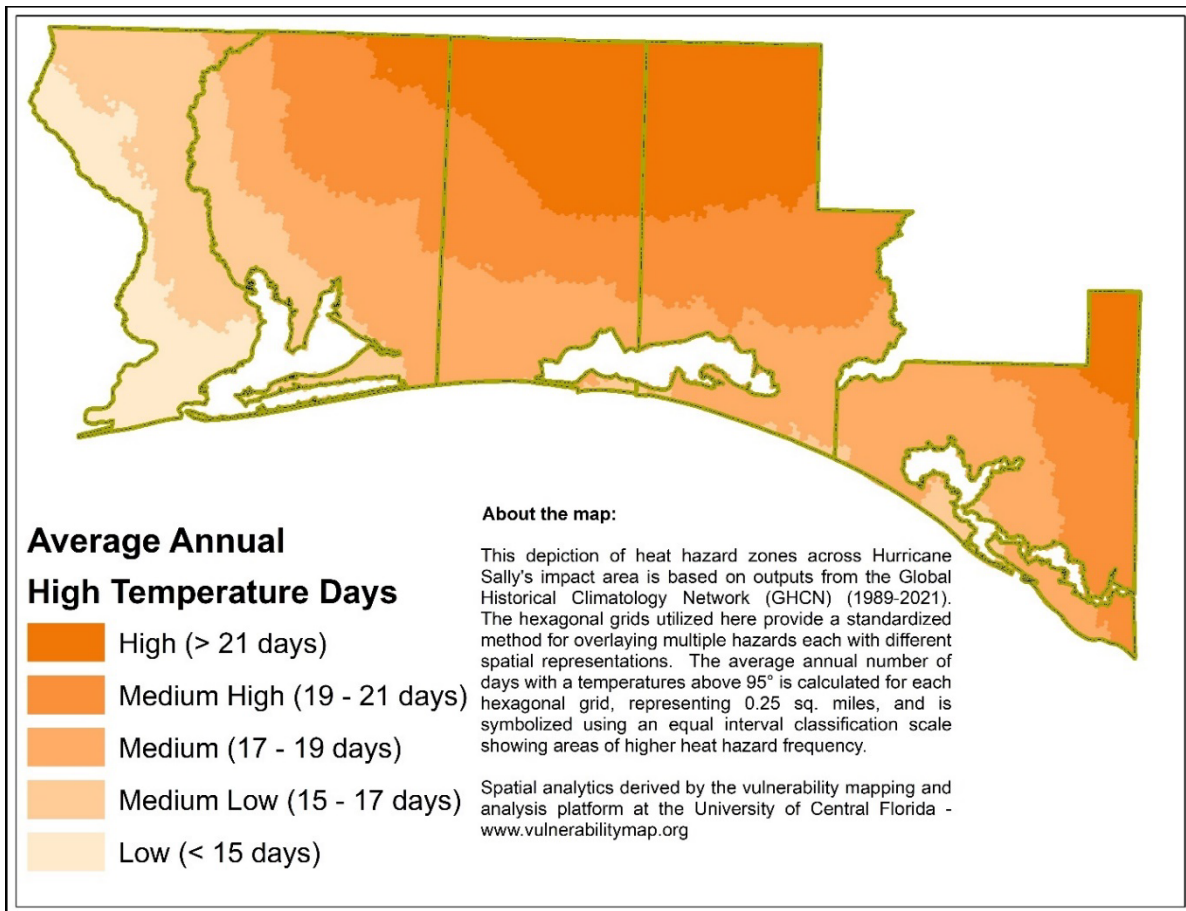 Average Annual
High Temperature Days
High (> 21 days)
Medium High (19 - 21 days)
Medium (17 - 19 days)
Medium Low (15 - 17 days)
Low (< 15 days)
About the map:
This depiction of heat hazard zones across Hurricane
Sally's impact area is based on outputs from the Global
Historical Climatology Network (GHCN) (1989-2021).
The hexagonal grids utilized here provide a standardized
method for overlaying multiple hazards each with different
spatial representations. The average annual number of
days with a temperatures above 95° is calculated for each
hexagonal grid, representing 0.25 sq. miles, and is
symbolized using an equal interval classification scale
showing areas of higher heat hazard frequency.
Spatial analytics derived by the vulnerability mapping and
analysis platform at the University of Central Florida -
www.vulnerabilitymap.org